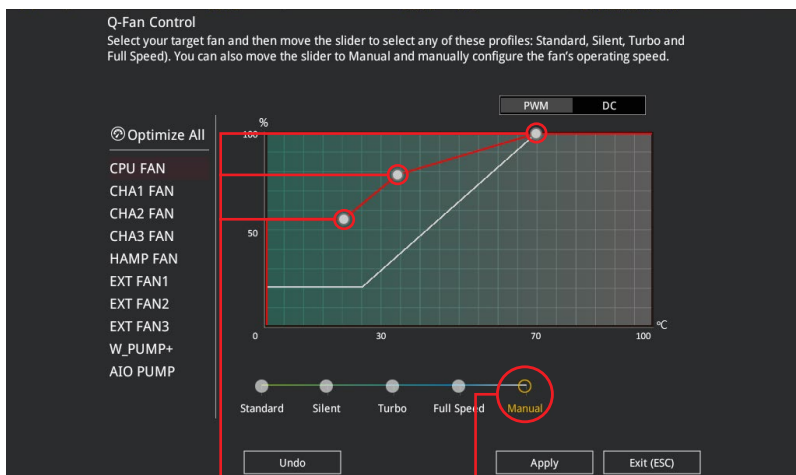 Q-Fan Control
Select your target fan and then move the slider to select any of these profiles: Standard, Silent, Turbo and
Full Speed). You can also move the slider to Manual and manually configure the fan's operating speed.
PWM DC
%
Optimize All
100
CPU FAN
CHA1 FAN
CHA2 FAN
CHA3 FAN
50
HAMP FAN
EXT FAN1
EXT FAN2
EXT FAN3
W_PUMP+
AIO PUMP
ºC
0 30 70 100
Standard Silent Turbo Full Speed Manual
Undo Apply Exit (ESC)